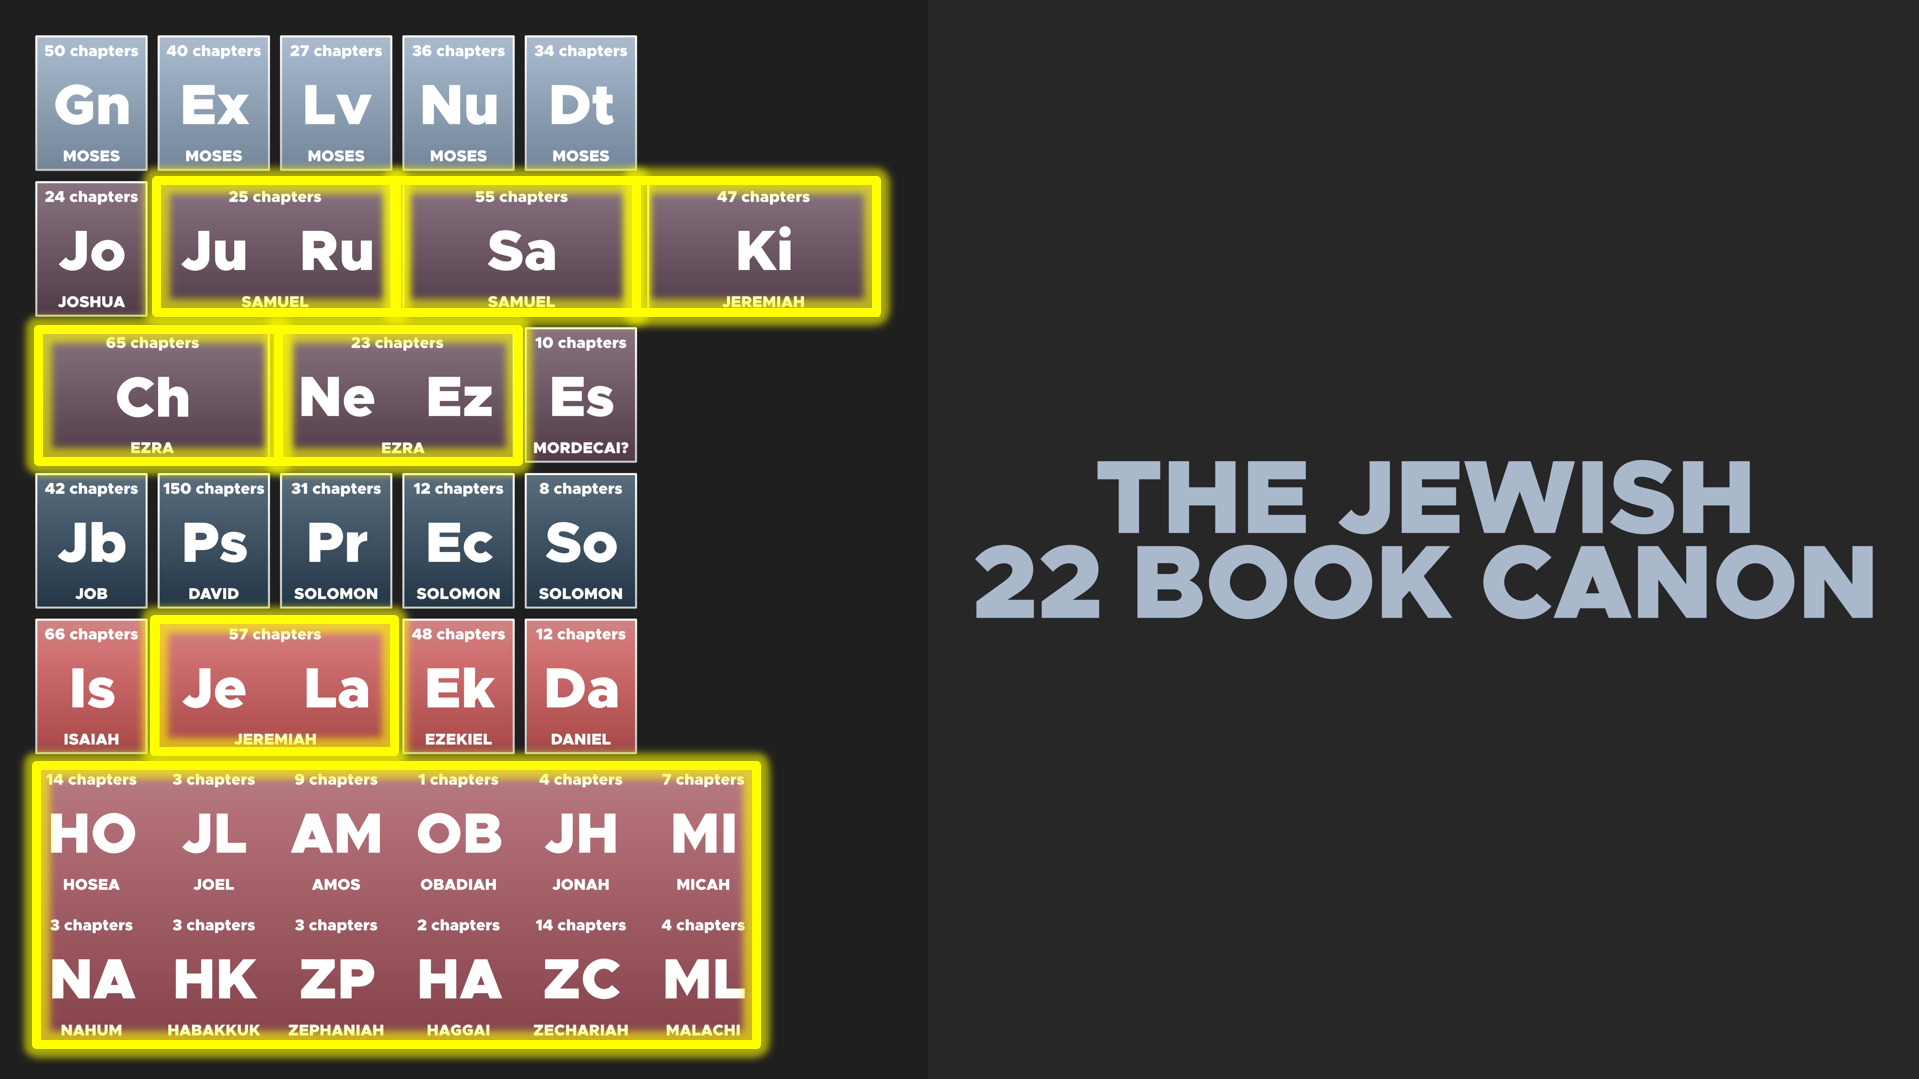 50 chapters 40 chapters 27 chapters 36 chapters 34 chapters
Gn Ex Lv Nu Dt
MOSES MOSES MOSES MOSES MOSES
24 chapters 25 chapters 55 chapters 47 chapters
Jo Ju Ru Sa Ki
JOSHUA SAMUEL SAMUEL JEREMIAH
65 chapters 23 chapters 10 chapters
Ch Ne Ez Es
EZRA EZRA MORDECAI?
42 chapters 150 chapters 31 chapters 12 chapters 8 chapters
Jb Ps Pr Ec So
JOB DAVID SOLOMON SOLOMON SOLOMON
66 chapters 57 chapters 48 chapters 12 chapters
Is Je La Ek Da
ISAIAH JEREMIAH EZEKIEL DANIEL
14 chapters 3 chapters 9 chapters 1 chapters 4 chapters 7 chapters
HO JL AM OB JH MI
HOSEA JOEL AMOS OBADIAH JONAH MICAH
3 chapters 3 chapters 3 chapters 2 chapters 14 chapters 4 chapters
NA HK ZP HA ZC ML
NAHUM HABAKKUK ZEPHANIAH HAGGAI ZECHARIAH MALACHI
THE JEWISH
22 BOOK CANON